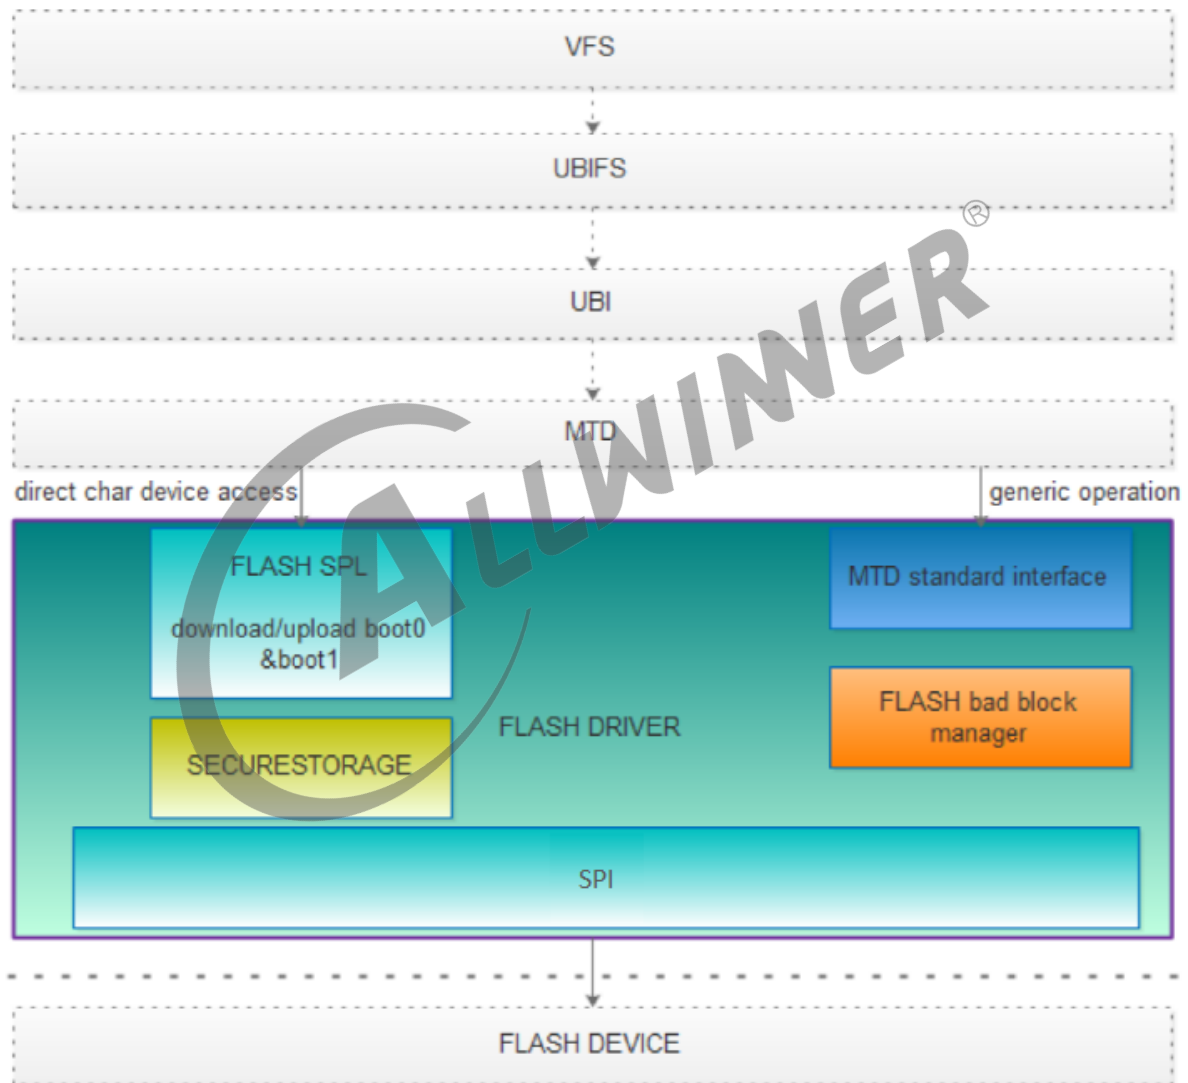 VFS
UBIFS
UBI
MTD
direct char device access
generic operation
FLASH SPL
download/upload boot0
&boot1
MTD standard interface
FLASH bad block
manager
FLASH DRIVER
SECURESTORAGE
SPI
FLASH DEVICE
ALLWINNER®